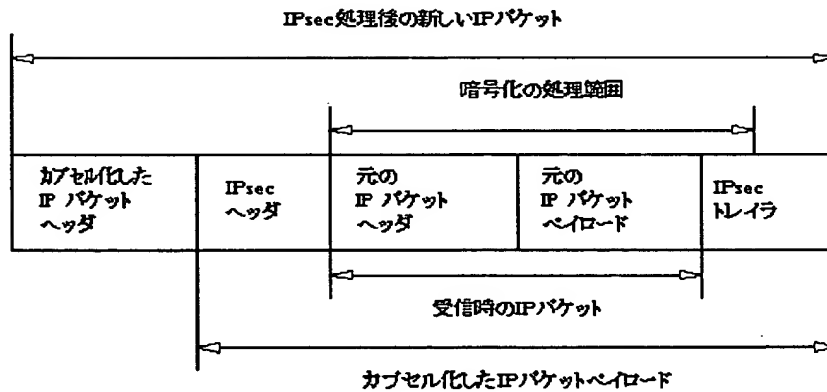 IPsec処理後の新しいIPパケット
暗号化の処理範囲
カプセル化した
IP パケット
ヘッダ
IPsec
ヘッダ
元の
IP パケット
ヘッダ
元の
IP パケット
ペイロード
IPsec
トレイラ
受信時のIPパケット
カプセル化したIPパケットペイロード